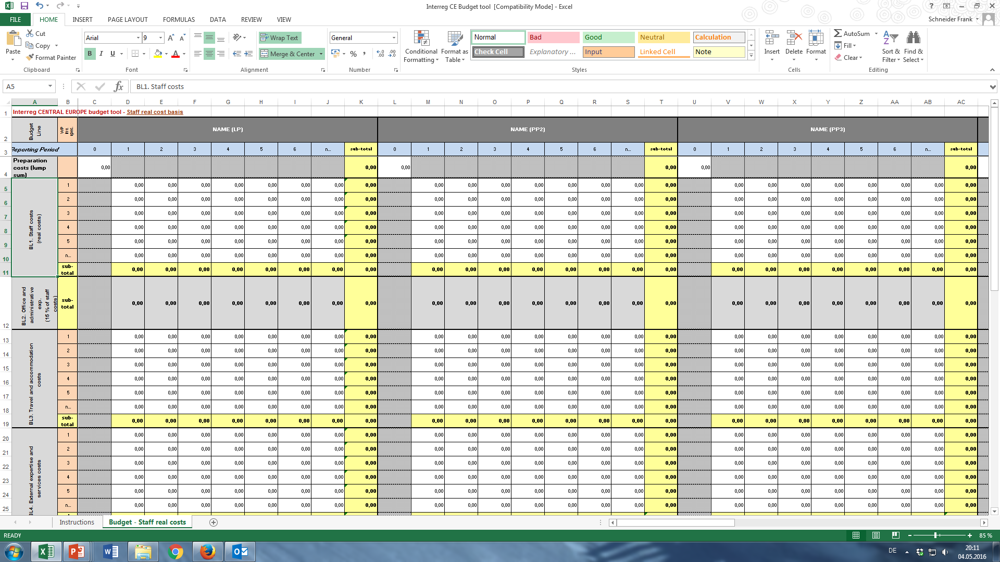 Interreg CE Budget tool  [Compatibility Mode] - Excel
FILE HOME INSERT PAGE LAYOUT FORMULAS DATA REVIEW VIEW Schneider Frank
Paste Cut Copy Format Painter Clipboard
Arial 9 B I U A Font
Wrap Text Merge & Center Alignment
General % Number
Conditional Formatting Format as Table
Normal Bad Good Neutral Calculation
Check Cell Explanatory ... Input Linked Cell Note
Styles
Insert Delete Format Cells
AutoSum Fill Clear Sort & Filter Find & Select Editing
A5 fx BL1. Staff costs
A B C D E F G H I J K L M N O P Q R S T U V W X Y Z AA AB AC
1 Interreg CENTRAL EUROPE budget tool - Staff real cost basis
2 Budget Line WP inv. spec. NAME (LP) NAME (PP2) NAME (PP3)
3 Reporting Period 0 1 2 3 4 5 6 n... sub-total 0 1 2 3 4 5 6 n... sub-total 0 1 2 3 4 5 6 n... sub-total
4 Preparation costs (lump sum) 0,00 0,00 0,00 0,00 0,00 0,00
BL1. Staff costs (real costs)
5 1 0,00 0,00 0,00 0,00 0,00 0,00 0,00 0,00 0,00 0,00 0,00 0,00 0,00 0,00 0,00 0,00 0,00 0,00 0,00 0,00 0,00 0,00 0,00 0,00
6 2 0,00 0,00 0,00 0,00 0,00 0,00 0,00 0,00 0,00 0,00 0,00 0,00 0,00 0,00 0,00 0,00 0,00 0,00 0,00 0,00 0,00 0,00 0,00 0,00
7 3 0,00 0,00 0,00 0,00 0,00 0,00 0,00 0,00 0,00 0,00 0,00 0,00 0,00 0,00 0,00 0,00 0,00 0,00 0,00 0,00 0,00 0,00 0,00 0,00
8 4 0,00 0,00 0,00 0,00 0,00 0,00 0,00 0,00 0,00 0,00 0,00 0,00 0,00 0,00 0,00 0,00 0,00 0,00 0,00 0,00 0,00 0,00 0,00 0,00
9 5 0,00 0,00 0,00 0,00 0,00 0,00 0,00 0,00 0,00 0,00 0,00 0,00 0,00 0,00 0,00 0,00 0,00 0,00 0,00 0,00 0,00 0,00 0,00 0,00
10 n... 0,00 0,00 0,00 0,00 0,00 0,00 0,00 0,00 0,00 0,00 0,00 0,00 0,00 0,00 0,00 0,00 0,00 0,00 0,00 0,00 0,00 0,00 0,00 0,00
11 sub-total 0,00 0,00 0,00 0,00 0,00 0,00 0,00 0,00 0,00 0,00 0,00 0,00 0,00 0,00 0,00 0,00 0,00 0,00 0,00 0,00 0,00 0,00 0,00 0,00
BL2. Office and administrative exp. (15 % of staff costs)
12 sub-total 0,00 0,00 0,00 0,00 0,00 0,00 0,00 0,00 0,00 0,00 0,00 0,00 0,00 0,00 0,00 0,00 0,00 0,00 0,00 0,00 0,00 0,00 0,00 0,00
BL3. Travel and accommodation costs
13 1 0,00 0,00 0,00 0,00 0,00 0,00 0,00 0,00 0,00 0,00 0,00 0,00 0,00 0,00 0,00 0,00 0,00 0,00 0,00 0,00 0,00 0,00 0,00 0,00
14 2 0,00 0,00 0,00 0,00 0,00 0,00 0,00 0,00 0,00 0,00 0,00 0,00 0,00 0,00 0,00 0,00 0,00 0,00 0,00 0,00 0,00 0,00 0,00 0,00
15 3 0,00 0,00 0,00 0,00 0,00 0,00 0,00 0,00 0,00 0,00 0,00 0,00 0,00 0,00 0,00 0,00 0,00 0,00 0,00 0,00 0,00 0,00 0,00 0,00
16 4 0,00 0,00 0,00 0,00 0,00 0,00 0,00 0,00 0,00 0,00 0,00 0,00 0,00 0,00 0,00 0,00 0,00 0,00 0,00 0,00 0,00 0,00 0,00 0,00
17 5 0,00 0,00 0,00 0,00 0,00 0,00 0,00 0,00 0,00 0,00 0,00 0,00 0,00 0,00 0,00 0,00 0,00 0,00 0,00 0,00 0,00 0,00 0,00 0,00
18 n... 0,00 0,00 0,00 0,00 0,00 0,00 0,00 0,00 0,00 0,00 0,00 0,00 0,00 0,00 0,00 0,00 0,00 0,00 0,00 0,00 0,00 0,00 0,00 0,00
19 sub-total 0,00 0,00 0,00 0,00 0,00 0,00 0,00 0,00 0,00 0,00 0,00 0,00 0,00 0,00 0,00 0,00 0,00 0,00 0,00 0,00 0,00 0,00 0,00 0,00
BL4. External expertise and services costs
20 1 0,00 0,00 0,00 0,00 0,00 0,00 0,00 0,00 0,00 0,00 0,00 0,00 0,00 0,00 0,00 0,00 0,00 0,00 0,00 0,00 0,00 0,00 0,00 0,00
21 2 0,00 0,00 0,00 0,00 0,00 0,00 0,00 0,00 0,00 0,00 0,00 0,00 0,00 0,00 0,00 0,00 0,00 0,00 0,00 0,00 0,00 0,00 0,00 0,00
22 3 0,00 0,00 0,00 0,00 0,00 0,00 0,00 0,00 0,00 0,00 0,00 0,00 0,00 0,00 0,00 0,00 0,00 0,00 0,00 0,00 0,00 0,00 0,00 0,00
23 4 0,00 0,00 0,00 0,00 0,00 0,00 0,00 0,00 0,00 0,00 0,00 0,00 0,00 0,00 0,00 0,00 0,00 0,00 0,00 0,00 0,00 0,00 0,00 0,00
24 5 0,00 0,00 0,00 0,00 0,00 0,00 0,00 0,00 0,00 0,00 0,00 0,00 0,00 0,00 0,00 0,00 0,00 0,00 0,00 0,00 0,00 0,00 0,00 0,00
25 n... 0,00 0,00 0,00 0,00 0,00 0,00 0,00 0,00 0,00 0,00 0,00 0,00 0,00 0,00 0,00 0,00 0,00 0,00 0,00 0,00 0,00 0,00 0,00 0,00
Instructions Budget - Staff real costs
READY 85 %
DE 20:11
04.05.2016